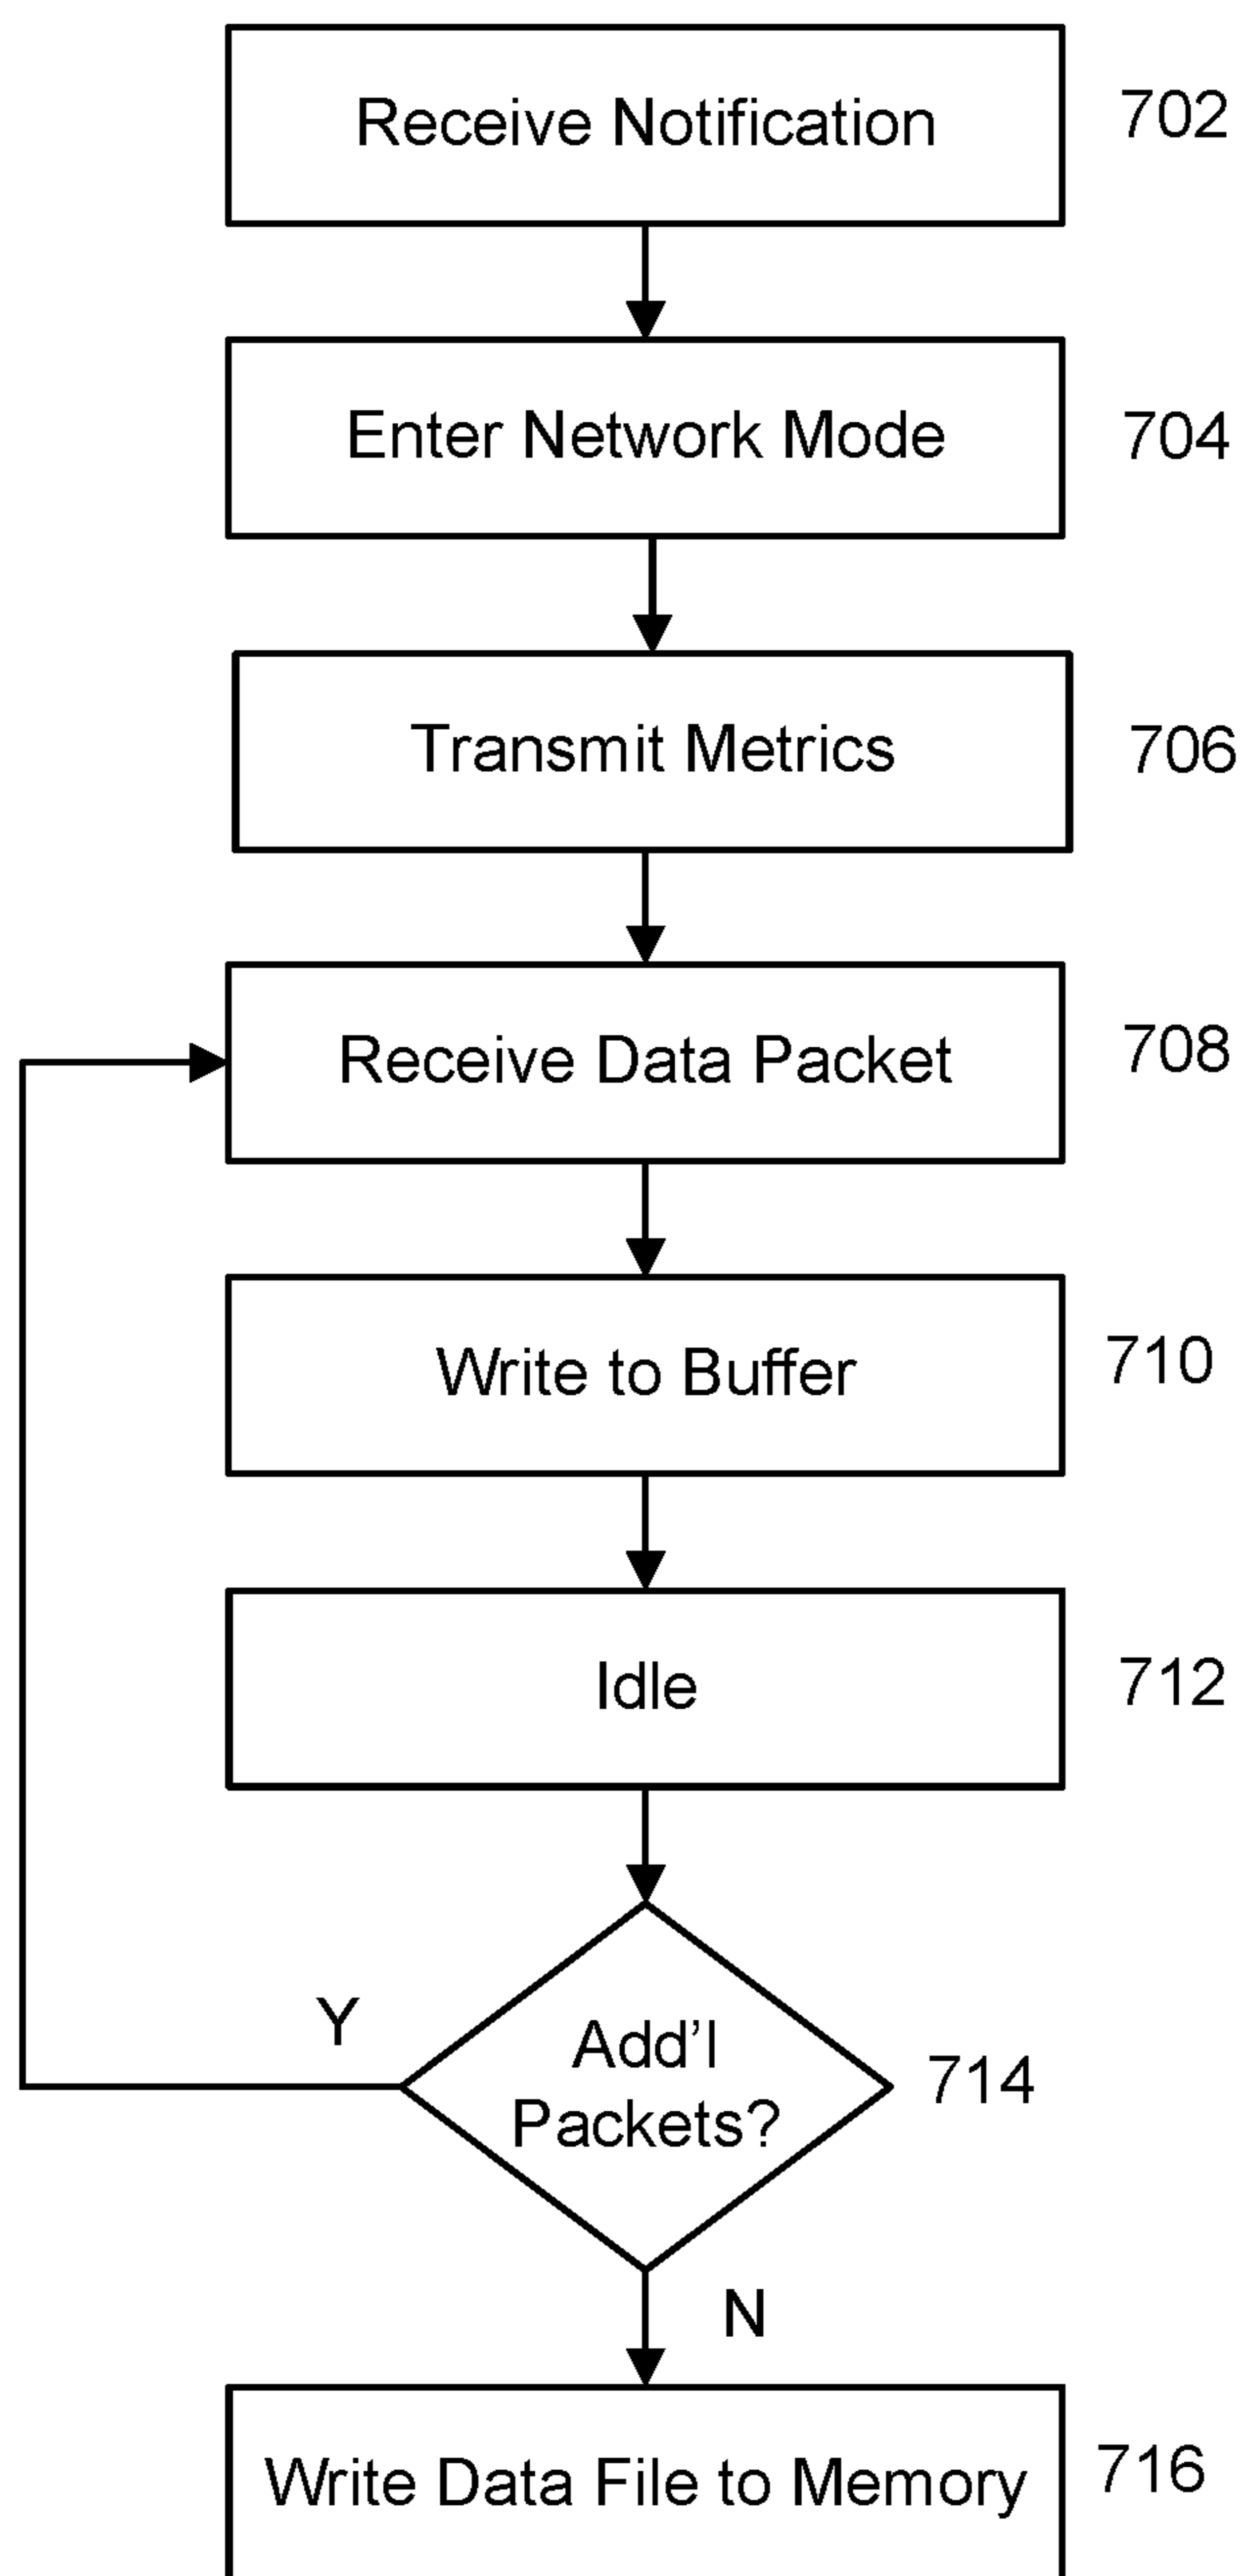 Receive Notification
702
Enter Network Mode
704
Transmit Metrics
706
Receive Data Packet
708
Write to Buffer
710
Idle
712
Y
Add’l
Packets?
714
N
Write Data File to Memory
716